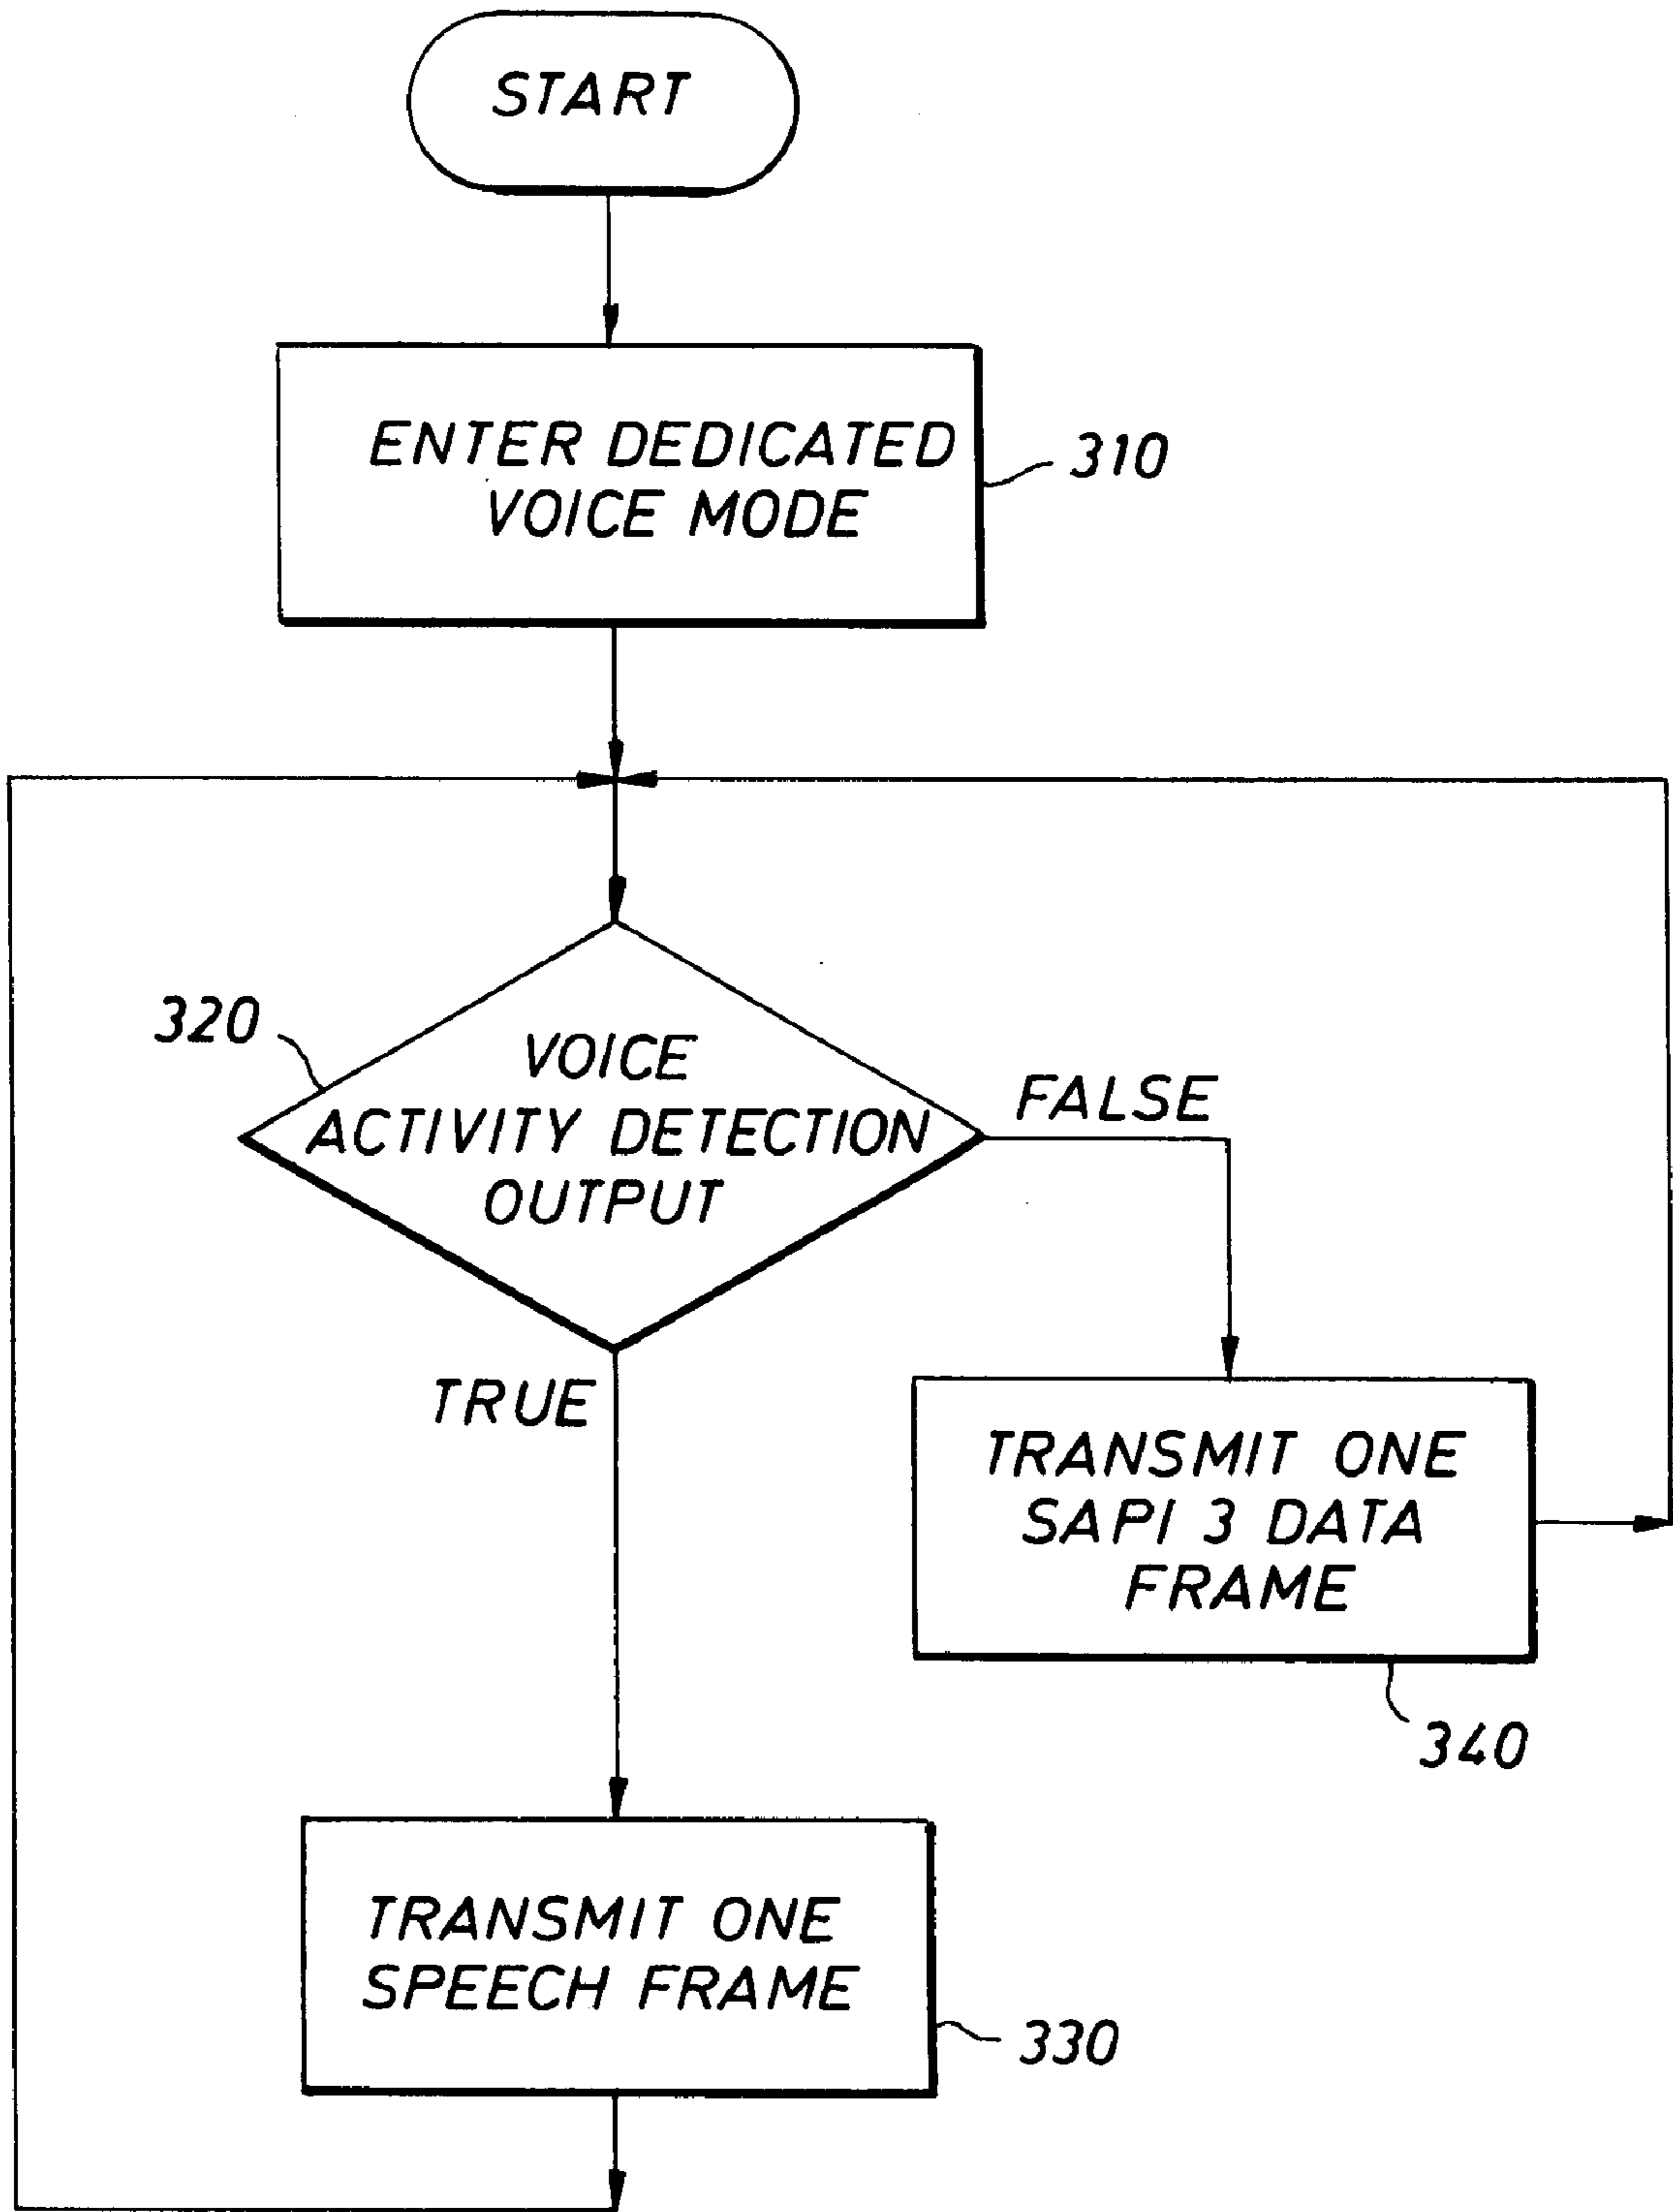 START
ENTER DEDICATED
VOICE MODE
310
320
VOICE
ACTIVITY DETECTION
OUTPUT
FALSE
TRUE
TRANSMIT ONE
SAPI 3 DATA
FRAME
340
TRANSMIT ONE
SPEECH FRAME
330